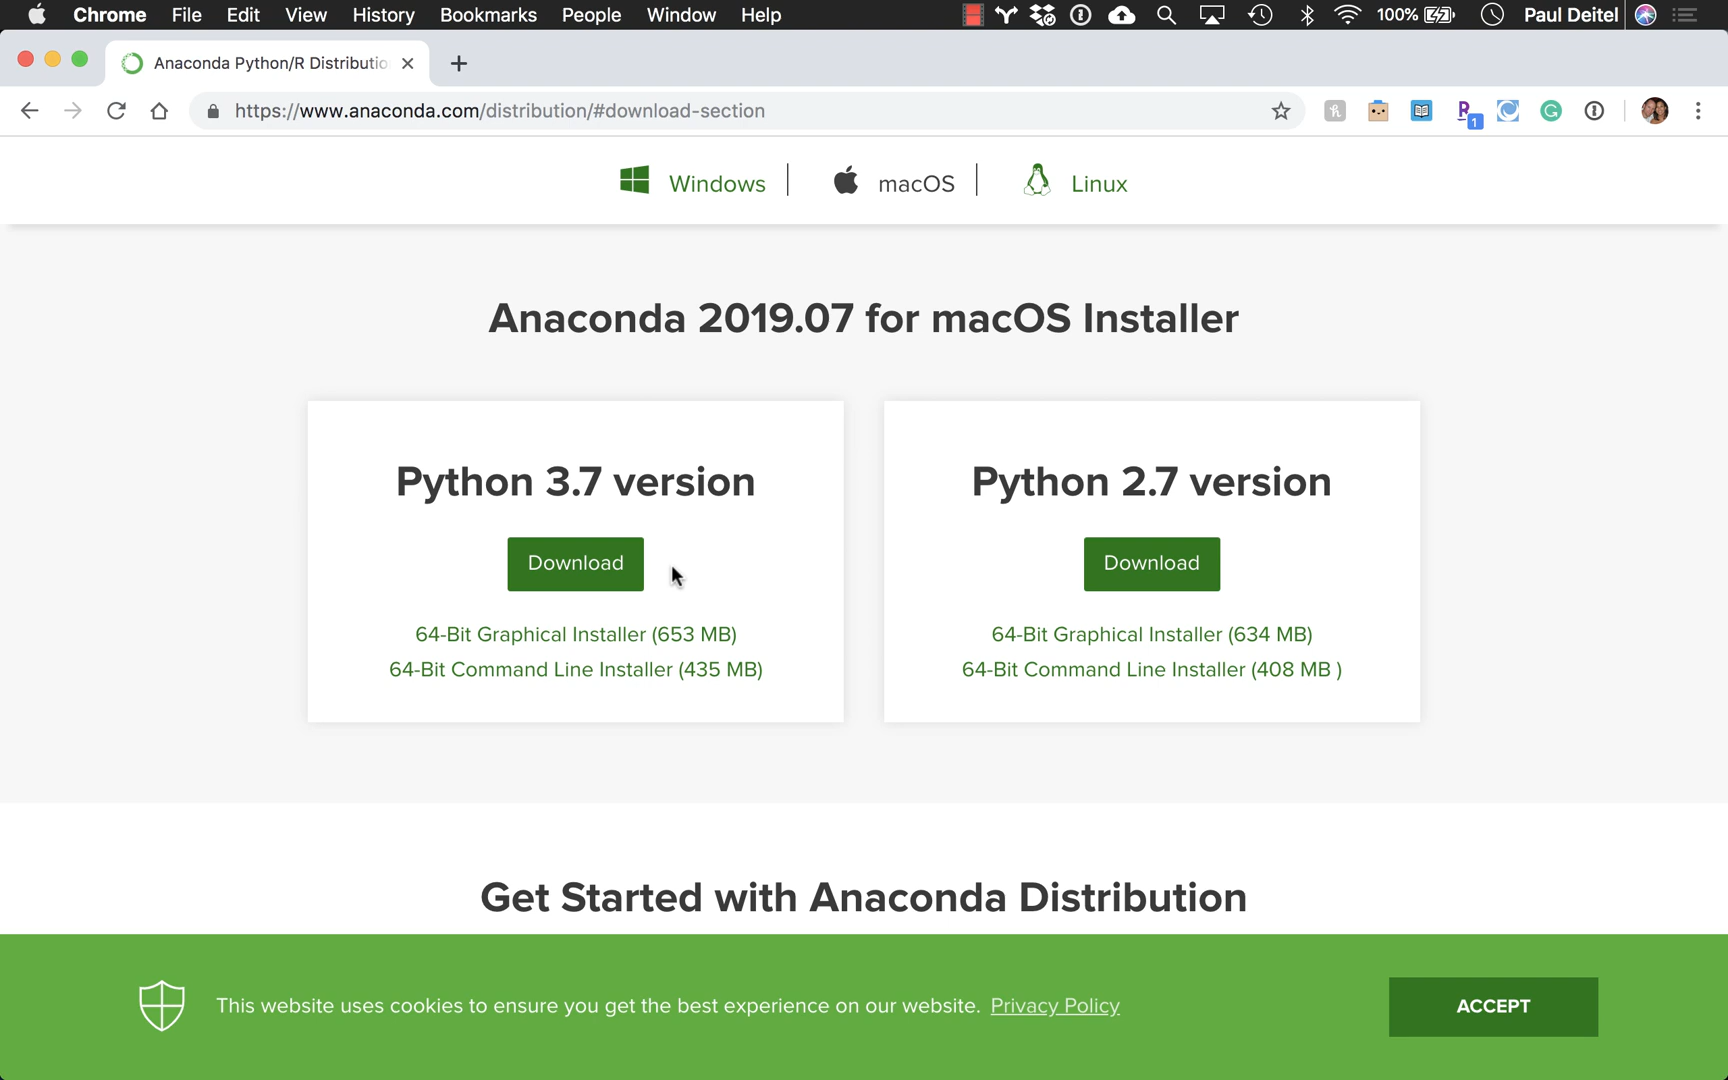 Chrome File Edit View History Bookmarks People Window Help 100% Paul Deitel
Anaconda Python/R Distributio
https://www.anaconda.com/distribution/#download-section
1
Windows macOS Linux
Anaconda 2019.07 for macOS Installer
Python 3.7 version
Download
64-Bit Graphical Installer (653 MB)
64-Bit Command Line Installer (435 MB)
Python 2.7 version
Download
64-Bit Graphical Installer (634 MB)
64-Bit Command Line Installer (408 MB )
Get Started with Anaconda Distribution
This website uses cookies to ensure you get the best experience on our website. Privacy Policy
ACCEPT